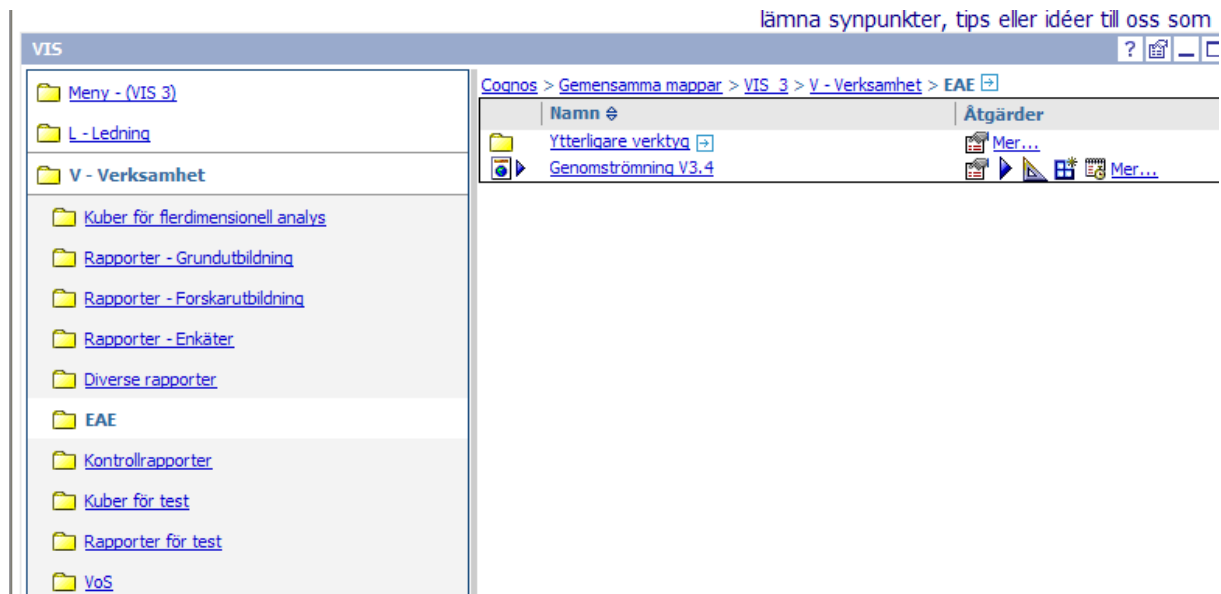 lämna synpunkter, tips eller idéer till oss som
VIS
Meny - (VIS 3)
L - Ledning
V - Verksamhet
Kuber för flerdimensionell analys
Rapporter - Grundutbildning
Rapporter - Forskarutbildning
Rapporter - Enkäter
Diverse rapporter
EAE
Kontrollrapporter
Kuber för test
Rapporter för test
VoS
Cognos > Gemensamma mappar > VIS 3 > V - Verksamhet > EAE
Namn Åtgärder
Ytterligare verktyg Mer...
Genomströmning V3.4 Mer...